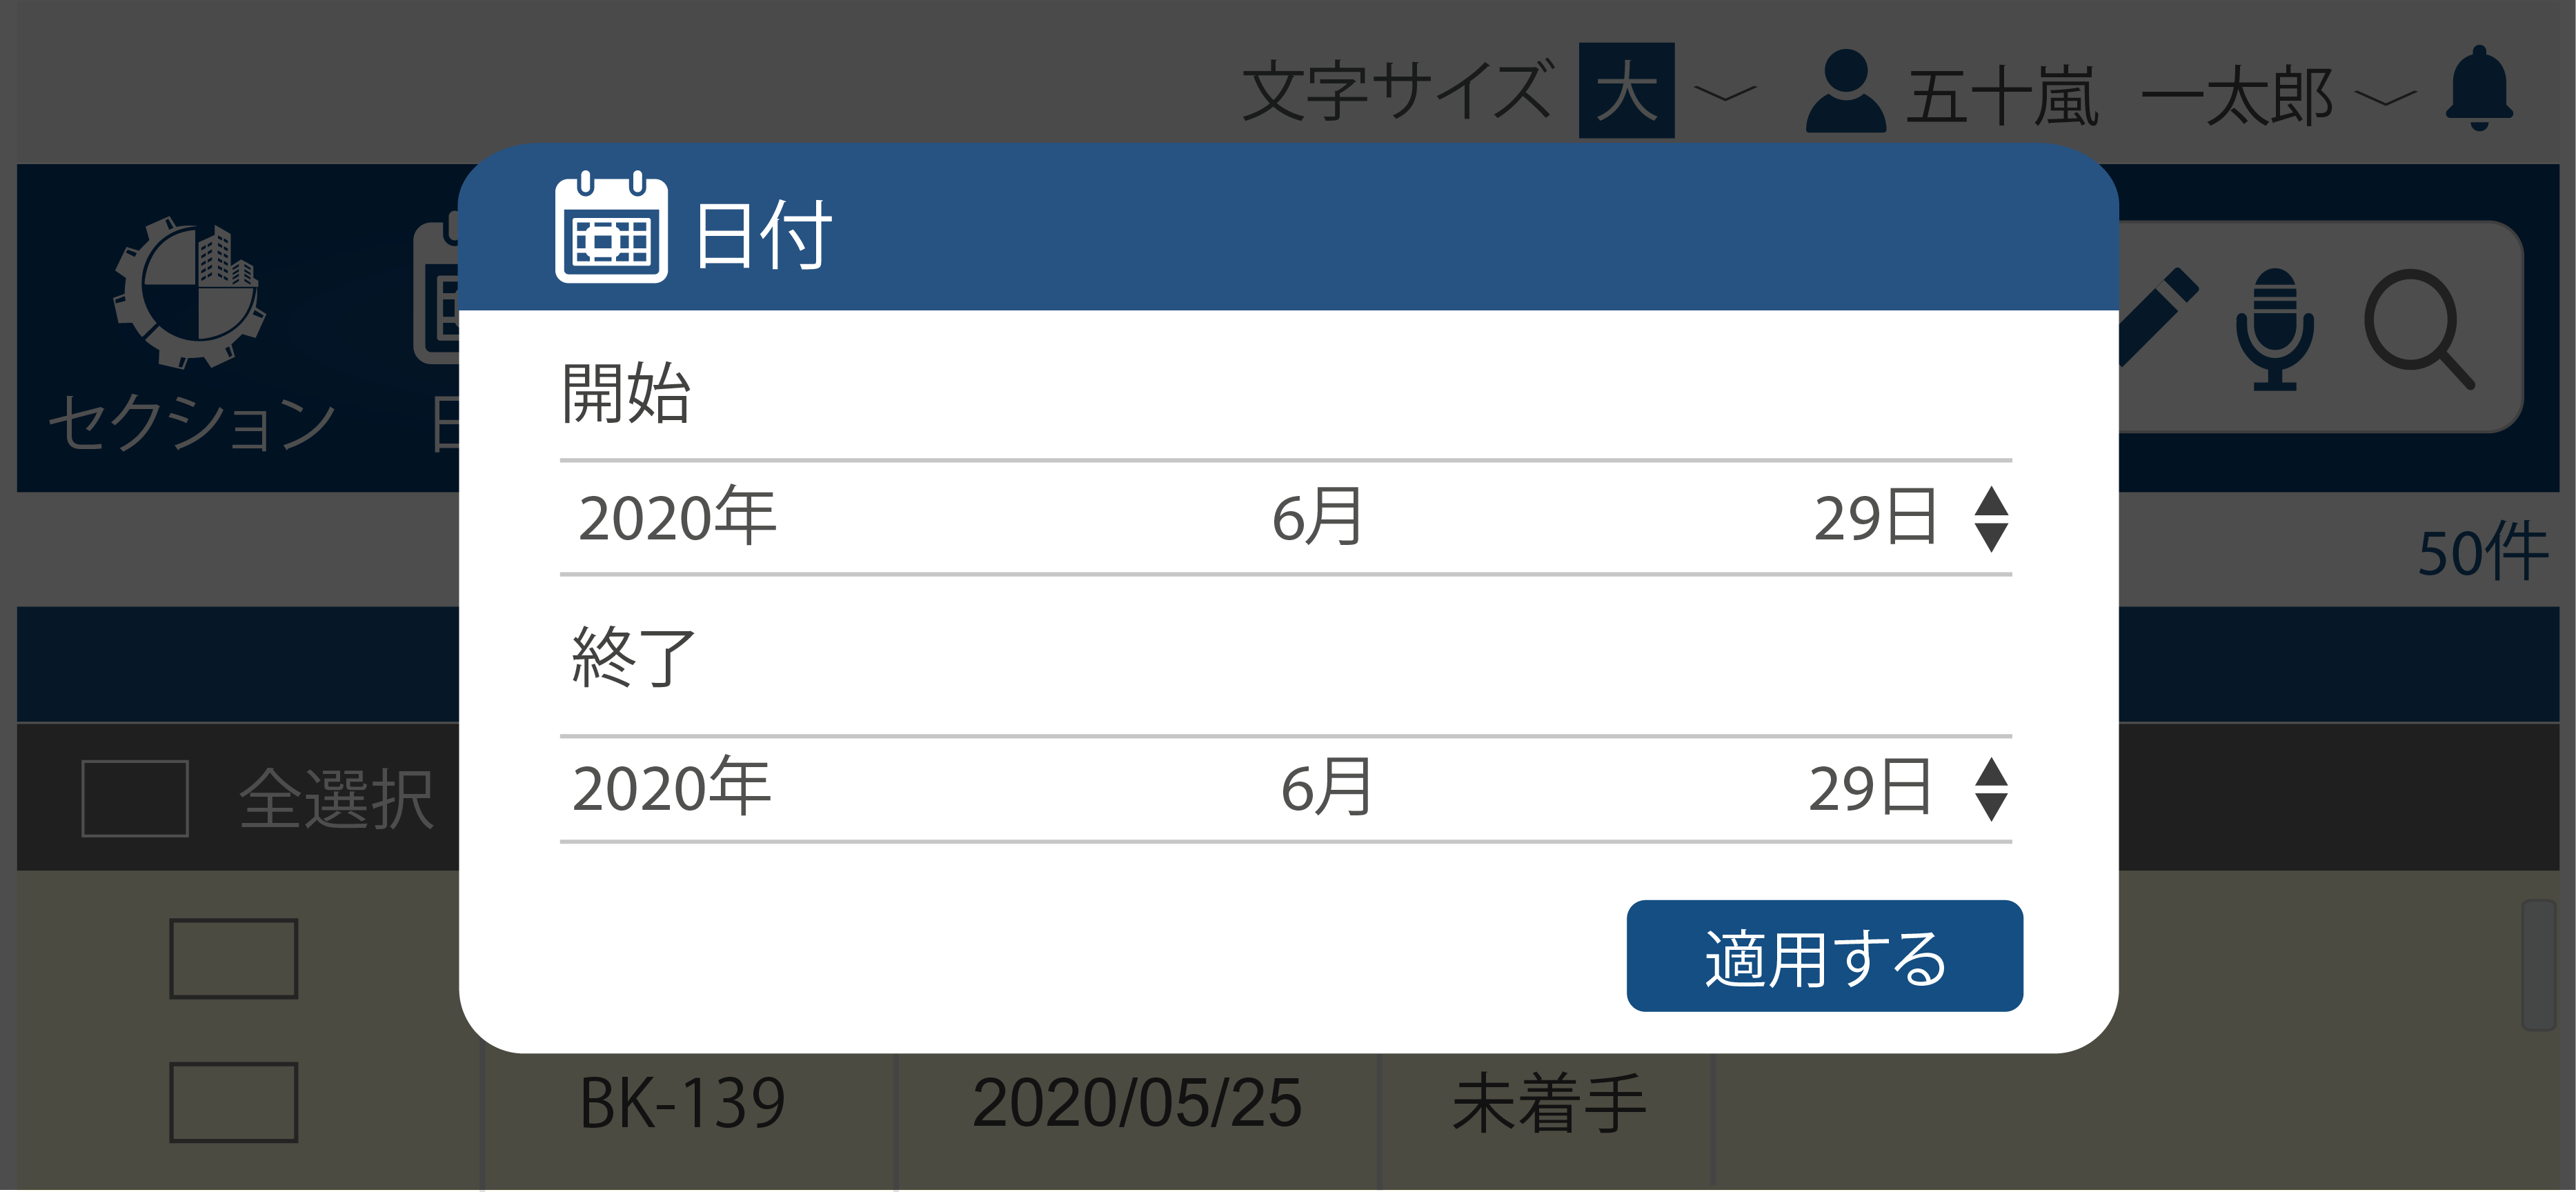 文字サイズ 大 五十嵐 一太郎
日付
セクション
開始
2020年 6月 29日
50件
終了
2020年 6月 29日
全選択
適用する
BK-139 2020/05/25 未着手